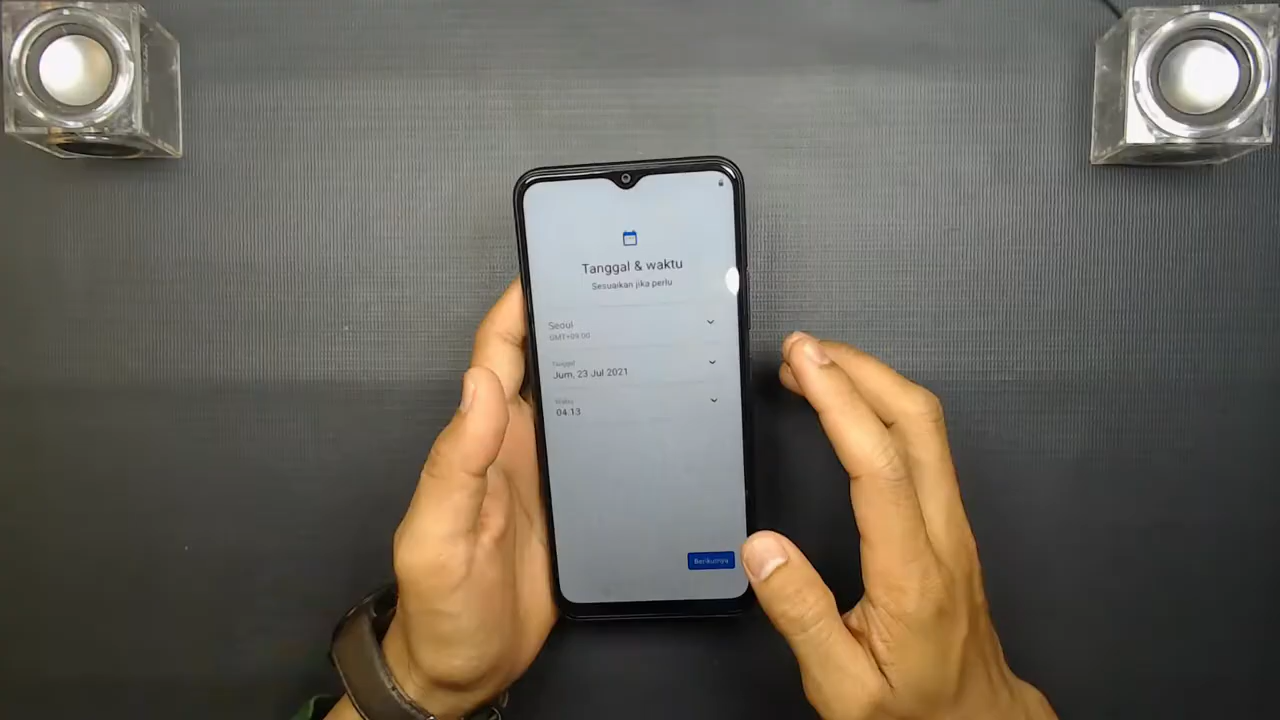 Tanggal & waktu
Sesuaikan jika perlu
Seoul
GMT+09:00
Tanggal
Jum, 23 Jul 2021
Waktu
04.13
Berikutnya